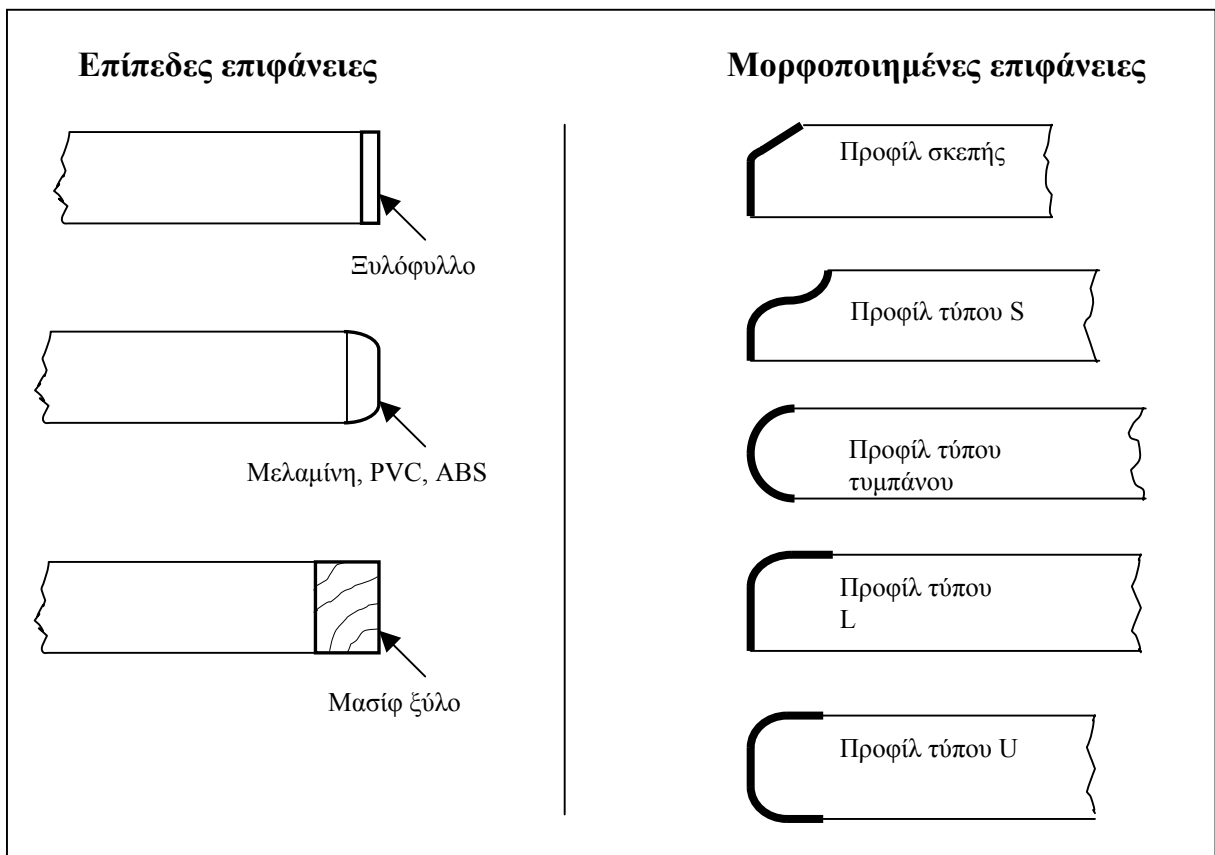 Επίπεδες επιφάνειες
Ξυλόφυλλο
Μελαμίνη, PVC, ABS
Μασίφ ξύλο
Μορφοποιημένες επιφάνειες
Προφίλ σκεπής
Προφίλ τύπου S
Προφίλ τύπου
τυμπάνου
Προφίλ τύπου
L
Προφίλ τύπου U